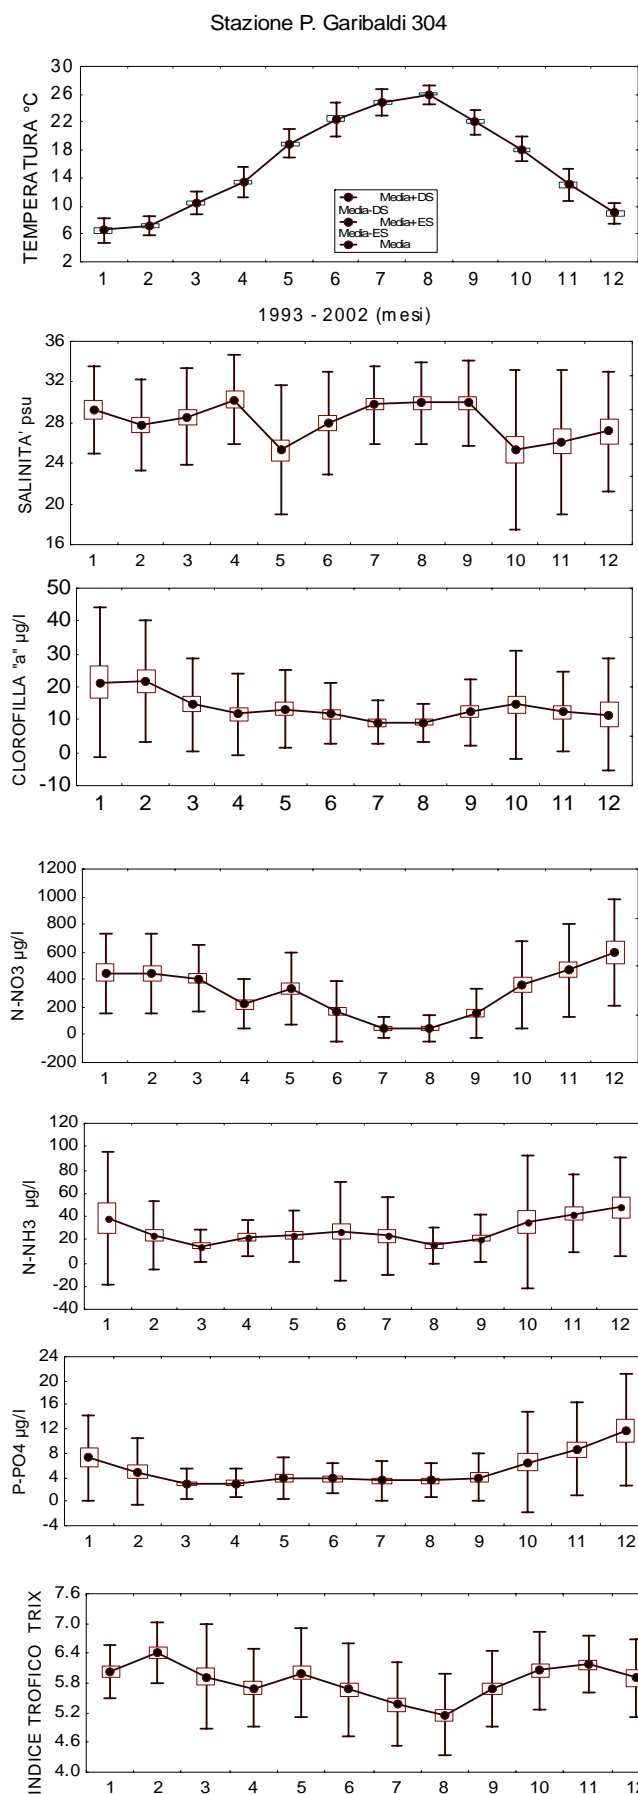 Stazione P. Garibaldi 304
TEMPERATURA °C
30
26
22
18
14
10
6
2
Media+DS
Media-DS
Media+ES
Media-ES
Media
1 2 3 4 5 6 7 8 9 10 11 12
1993 - 2002 (mesi)
SALINITA' psu
36
32
28
24
20
16
1 2 3 4 5 6 7 8 9 10 11 12
CLOROFILLA "a" µg/l
50
40
30
20
10
0
-10
1 2 3 4 5 6 7 8 9 10 11 12
N-NO3 µg/l
1200
1000
800
600
400
200
0
-200
1 2 3 4 5 6 7 8 9 10 11 12
N-NH3 µg/l
120
100
80
60
40
20
0
-20
-40
1 2 3 4 5 6 7 8 9 10 11 12
P-PO4 µg/l
24
20
16
12
8
4
0
-4
1 2 3 4 5 6 7 8 9 10 11 12
INDICE TROFICO TRIX
7.6
7.0
6.4
5.8
5.2
4.6
4.0
1 2 3 4 5 6 7 8 9 10 11 12